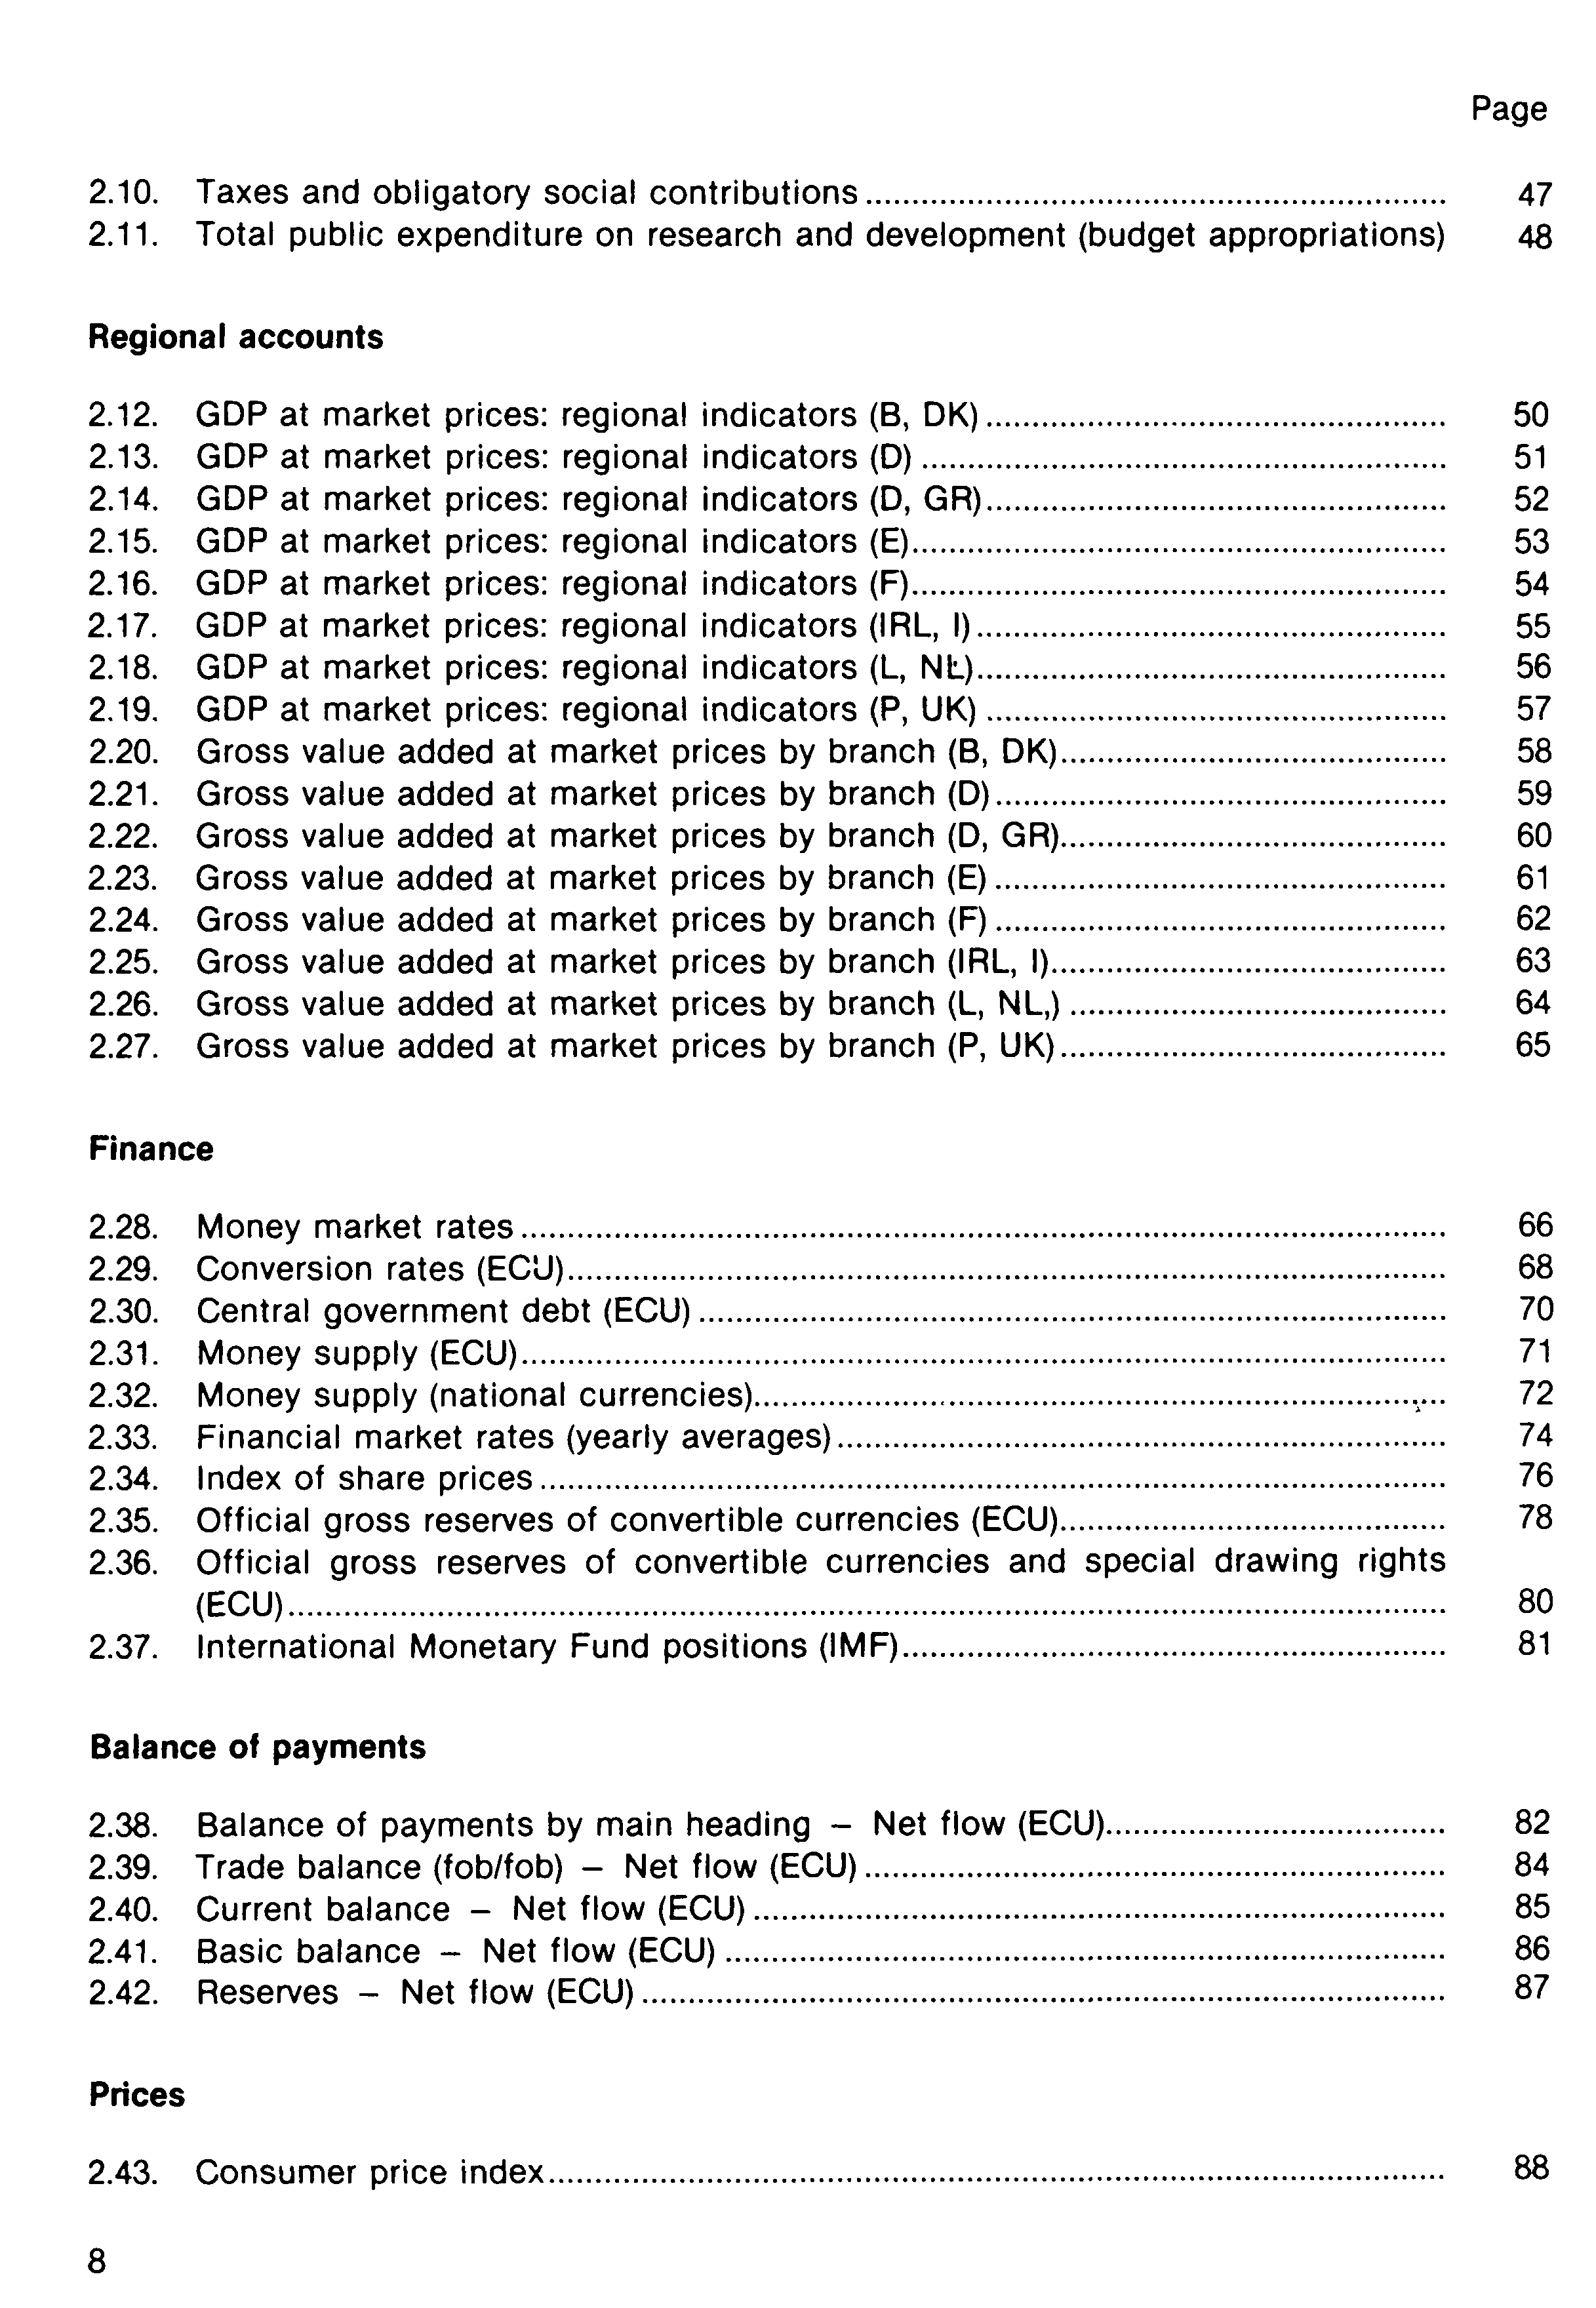 Page
2.10. Taxes and obligatory social contributions ........ 47
2.11. Total public expenditure on research and development (budget appropriations) 48
Regional accounts
2.12. GDP at market prices: regional indicators (B, DK) ........ 50
2.13. GDP at market prices: regional indicators (D) ........ 51
2.14. GDP at market prices: regional indicators (D, GR) ........ 52
2.15. GDP at market prices: regional indicators (E) ........ 53
2.16. GDP at market prices: regional indicators (F) ........ 54
2.17. GDP at market prices: regional indicators (IRL, I) ........ 55
2.18. GDP at market prices: regional indicators (L, NL) ........ 56
2.19. GDP at market prices: regional indicators (P, UK) ........ 57
2.20. Gross value added at market prices by branch (B, DK) ........ 58
2.21. Gross value added at market prices by branch (D) ........ 59
2.22. Gross value added at market prices by branch (D, GR) ........ 60
2.23. Gross value added at market prices by branch (E) ........ 61
2.24. Gross value added at market prices by branch (F) ........ 62
2.25. Gross value added at market prices by branch (IRL, I) ........ 63
2.26. Gross value added at market prices by branch (L, NL,) ........ 64
2.27. Gross value added at market prices by branch (P, UK) ........ 65
Finance
2.28. Money market rates ........ 66
2.29. Conversion rates (ECU) ........ 68
2.30. Central government debt (ECU) ........ 70
2.31. Money supply (ECU) ........ 71
2.32. Money supply (national currencies) ........ 72
2.33. Financial market rates (yearly averages) ........ 74
2.34. Index of share prices ........ 76
2.35. Official gross reserves of convertible currencies (ECU) ........ 78
2.36. Official gross reserves of convertible currencies and special drawing rights
(ECU) ........ 80
2.37. International Monetary Fund positions (IMF) ........ 81
Balance of payments
2.38. Balance of payments by main heading – Net flow (ECU) ........ 82
2.39. Trade balance (fob/fob) – Net flow (ECU) ........ 84
2.40. Current balance – Net flow (ECU) ........ 85
2.41. Basic balance – Net flow (ECU) ........ 86
2.42. Reserves – Net flow (ECU) ........ 87
Prices
2.43. Consumer price index ........ 88
8